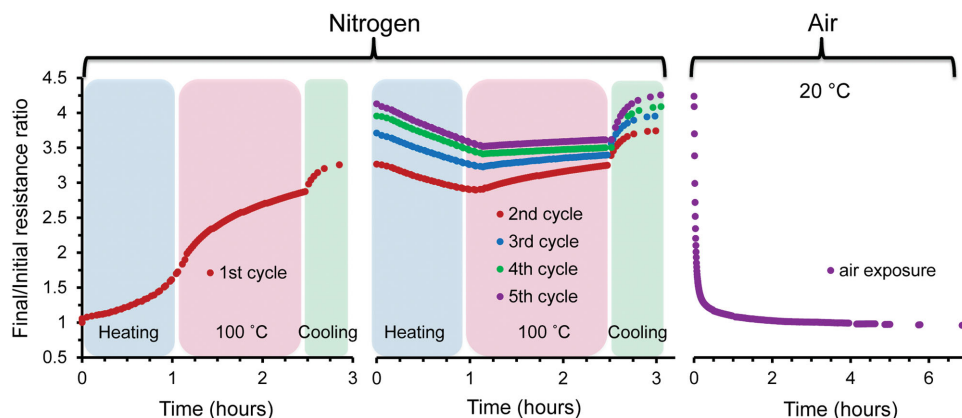 Nitrogen
Air
Final/Initial resistance ratio
4.5
4
3.5
3
2.5
2
1.5
1
0.5
1st cycle
Heating
100 ˚C
Cooling
0
1
2
3
Time (hours)
2nd cycle
3rd cycle
4th cycle
5th cycle
Heating
100 ˚C
Cooling
0
1
2
3
Time (hours)
20 ˚C
air exposure
0
2
4
6
Time (hours)